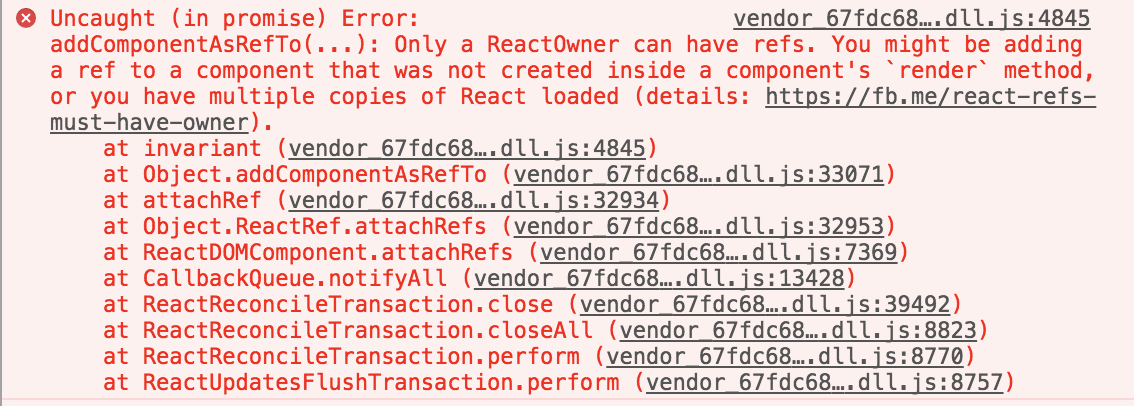 Uncaught (in promise) Error: vendor_67fdc68….dll.js:4845
addComponentAsRefTo(...): Only a ReactOwner can have refs. You might be adding
a ref to a component that was not created inside a component's `render` method,
or you have multiple copies of React loaded (details: https://fb.me/react-refs-
must-have-owner).
at invariant (vendor_67fdc68….dll.js:4845)
at Object.addComponentAsRefTo (vendor_67fdc68….dll.js:33071)
at attachRef (vendor_67fdc68….dll.js:32934)
at Object.ReactRef.attachRefs (vendor_67fdc68….dll.js:32953)
at ReactDOMComponent.attachRefs (vendor_67fdc68….dll.js:7369)
at CallbackQueue.notifyAll (vendor_67fdc68….dll.js:13428)
at ReactReconcileTransaction.close (vendor_67fdc68….dll.js:39492)
at ReactReconcileTransaction.closeAll (vendor_67fdc68….dll.js:8823)
at ReactReconcileTransaction.perform (vendor_67fdc68….dll.js:8770)
at ReactUpdatesFlushTransaction.perform (vendor_67fdc68….dll.js:8757)